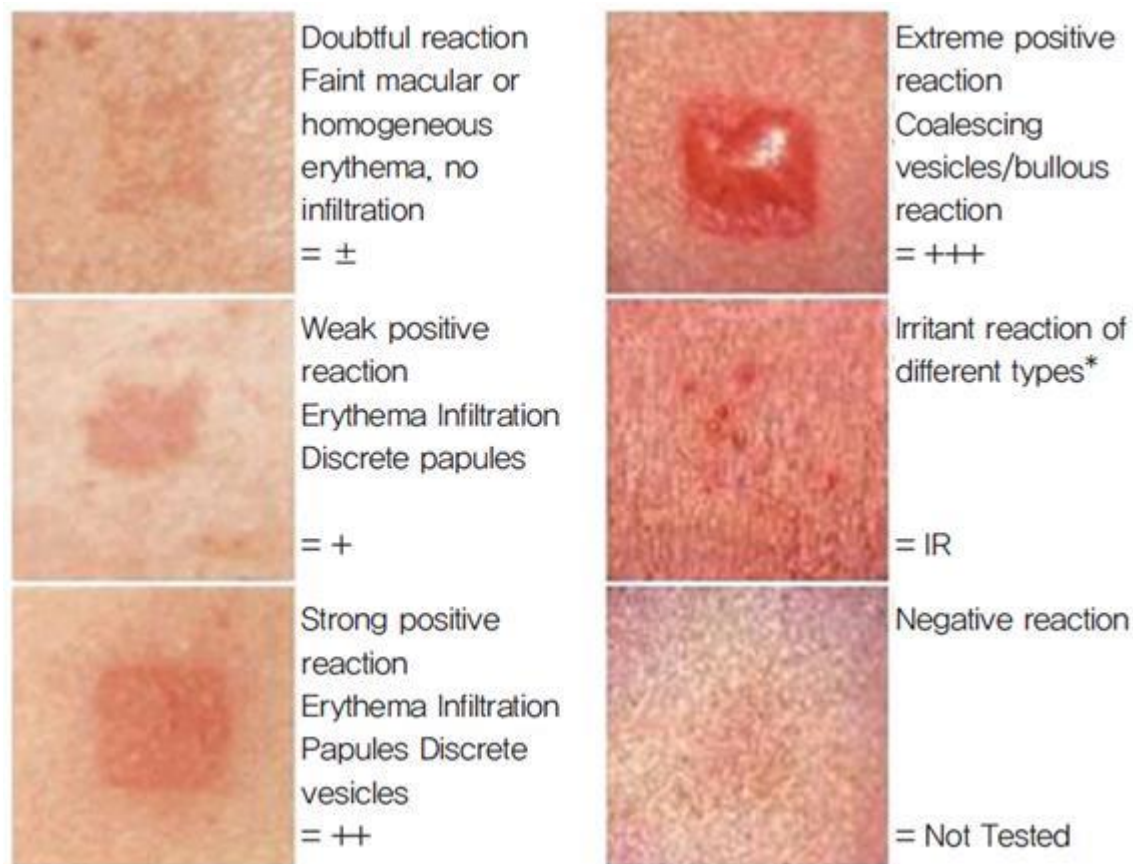 Doubtful reaction
Faint macular or
homogeneous
erythema, no
infiltration
= ±
Weak positive
reaction
Erythema Infiltration
Discrete papules
= +
Strong positive
reaction
Erythema Infiltration
Papules Discrete
vesicles
= ++
Extreme positive
reaction
Coalescing
vesicles/bullous
reaction
= +++
Irritant reaction of
different types*
= IR
Negative reaction
= Not Tested